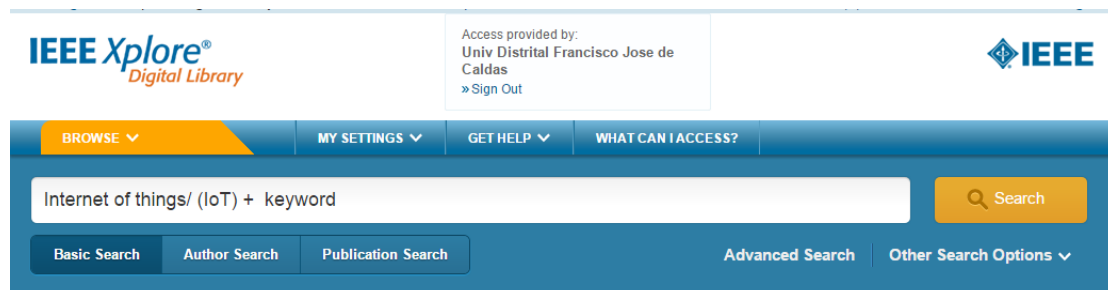 IEEE Xplore®
Digital Library
Access provided by:
Univ Distrital Francisco Jose de
Caldas
» Sign Out
IEEE
BROWSE
MY SETTINGS
GET HELP
WHAT CAN I ACCESS?
Internet of things/ (IoT) + keyword
Search
Basic Search
Author Search
Publication Search
Advanced Search
Other Search Options